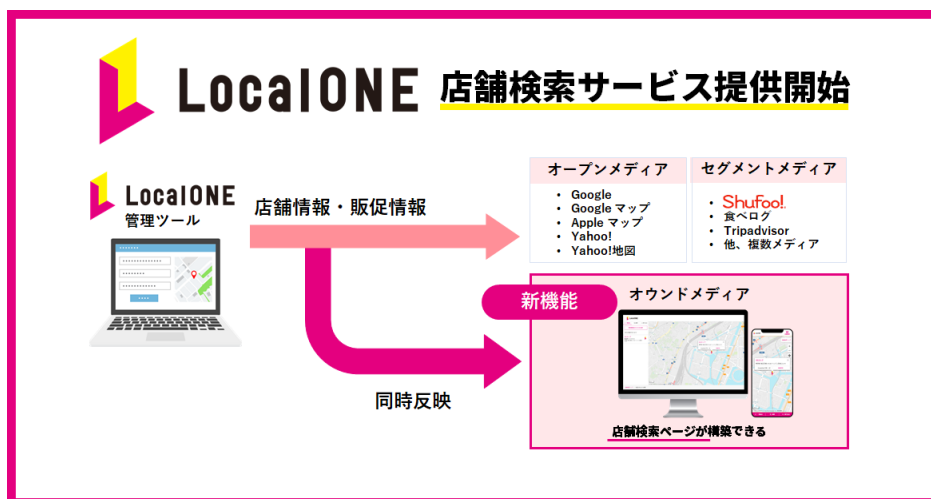 LocalONE 店舗検索サービス提供開始
LocalONE
管理ツール
店舗情報・販促情報
同時反映
オープンメディア
• Google
• Google マップ
• Apple マップ
• Yahoo!
• Yahoo!地図
セグメントメディア
• Shufoo!
• 食べログ
• Tripadvisor
• 他、複数メディア
新機能
オウンドメディア
店舗検索ページが構築できる